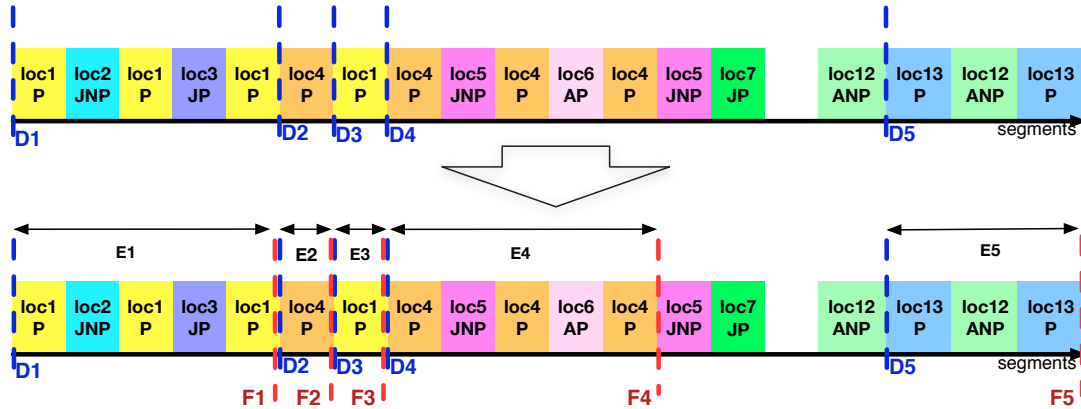 loc1 loc2 loc1 loc3 loc1 loc4 loc1 loc4 loc5 loc4 loc6 loc4 loc5 loc7 loc12 loc13 loc12 loc13
P JNP P JP P P P P JNP P AP P JNP JP ANP P ANP P
D1 D2 D3 D4 D5 segments
E1 E2 E3 E4 E5
loc1 loc2 loc1 loc3 loc1 loc4 loc1 loc4 loc5 loc4 loc6 loc4 loc5 loc7 loc12 loc13 loc12 loc13
P JNP P JP P P P P JNP P AP P JNP JP ANP P ANP P
D1 D2 D3 D4 D5 segments
F1 F2 F3 F4 F5